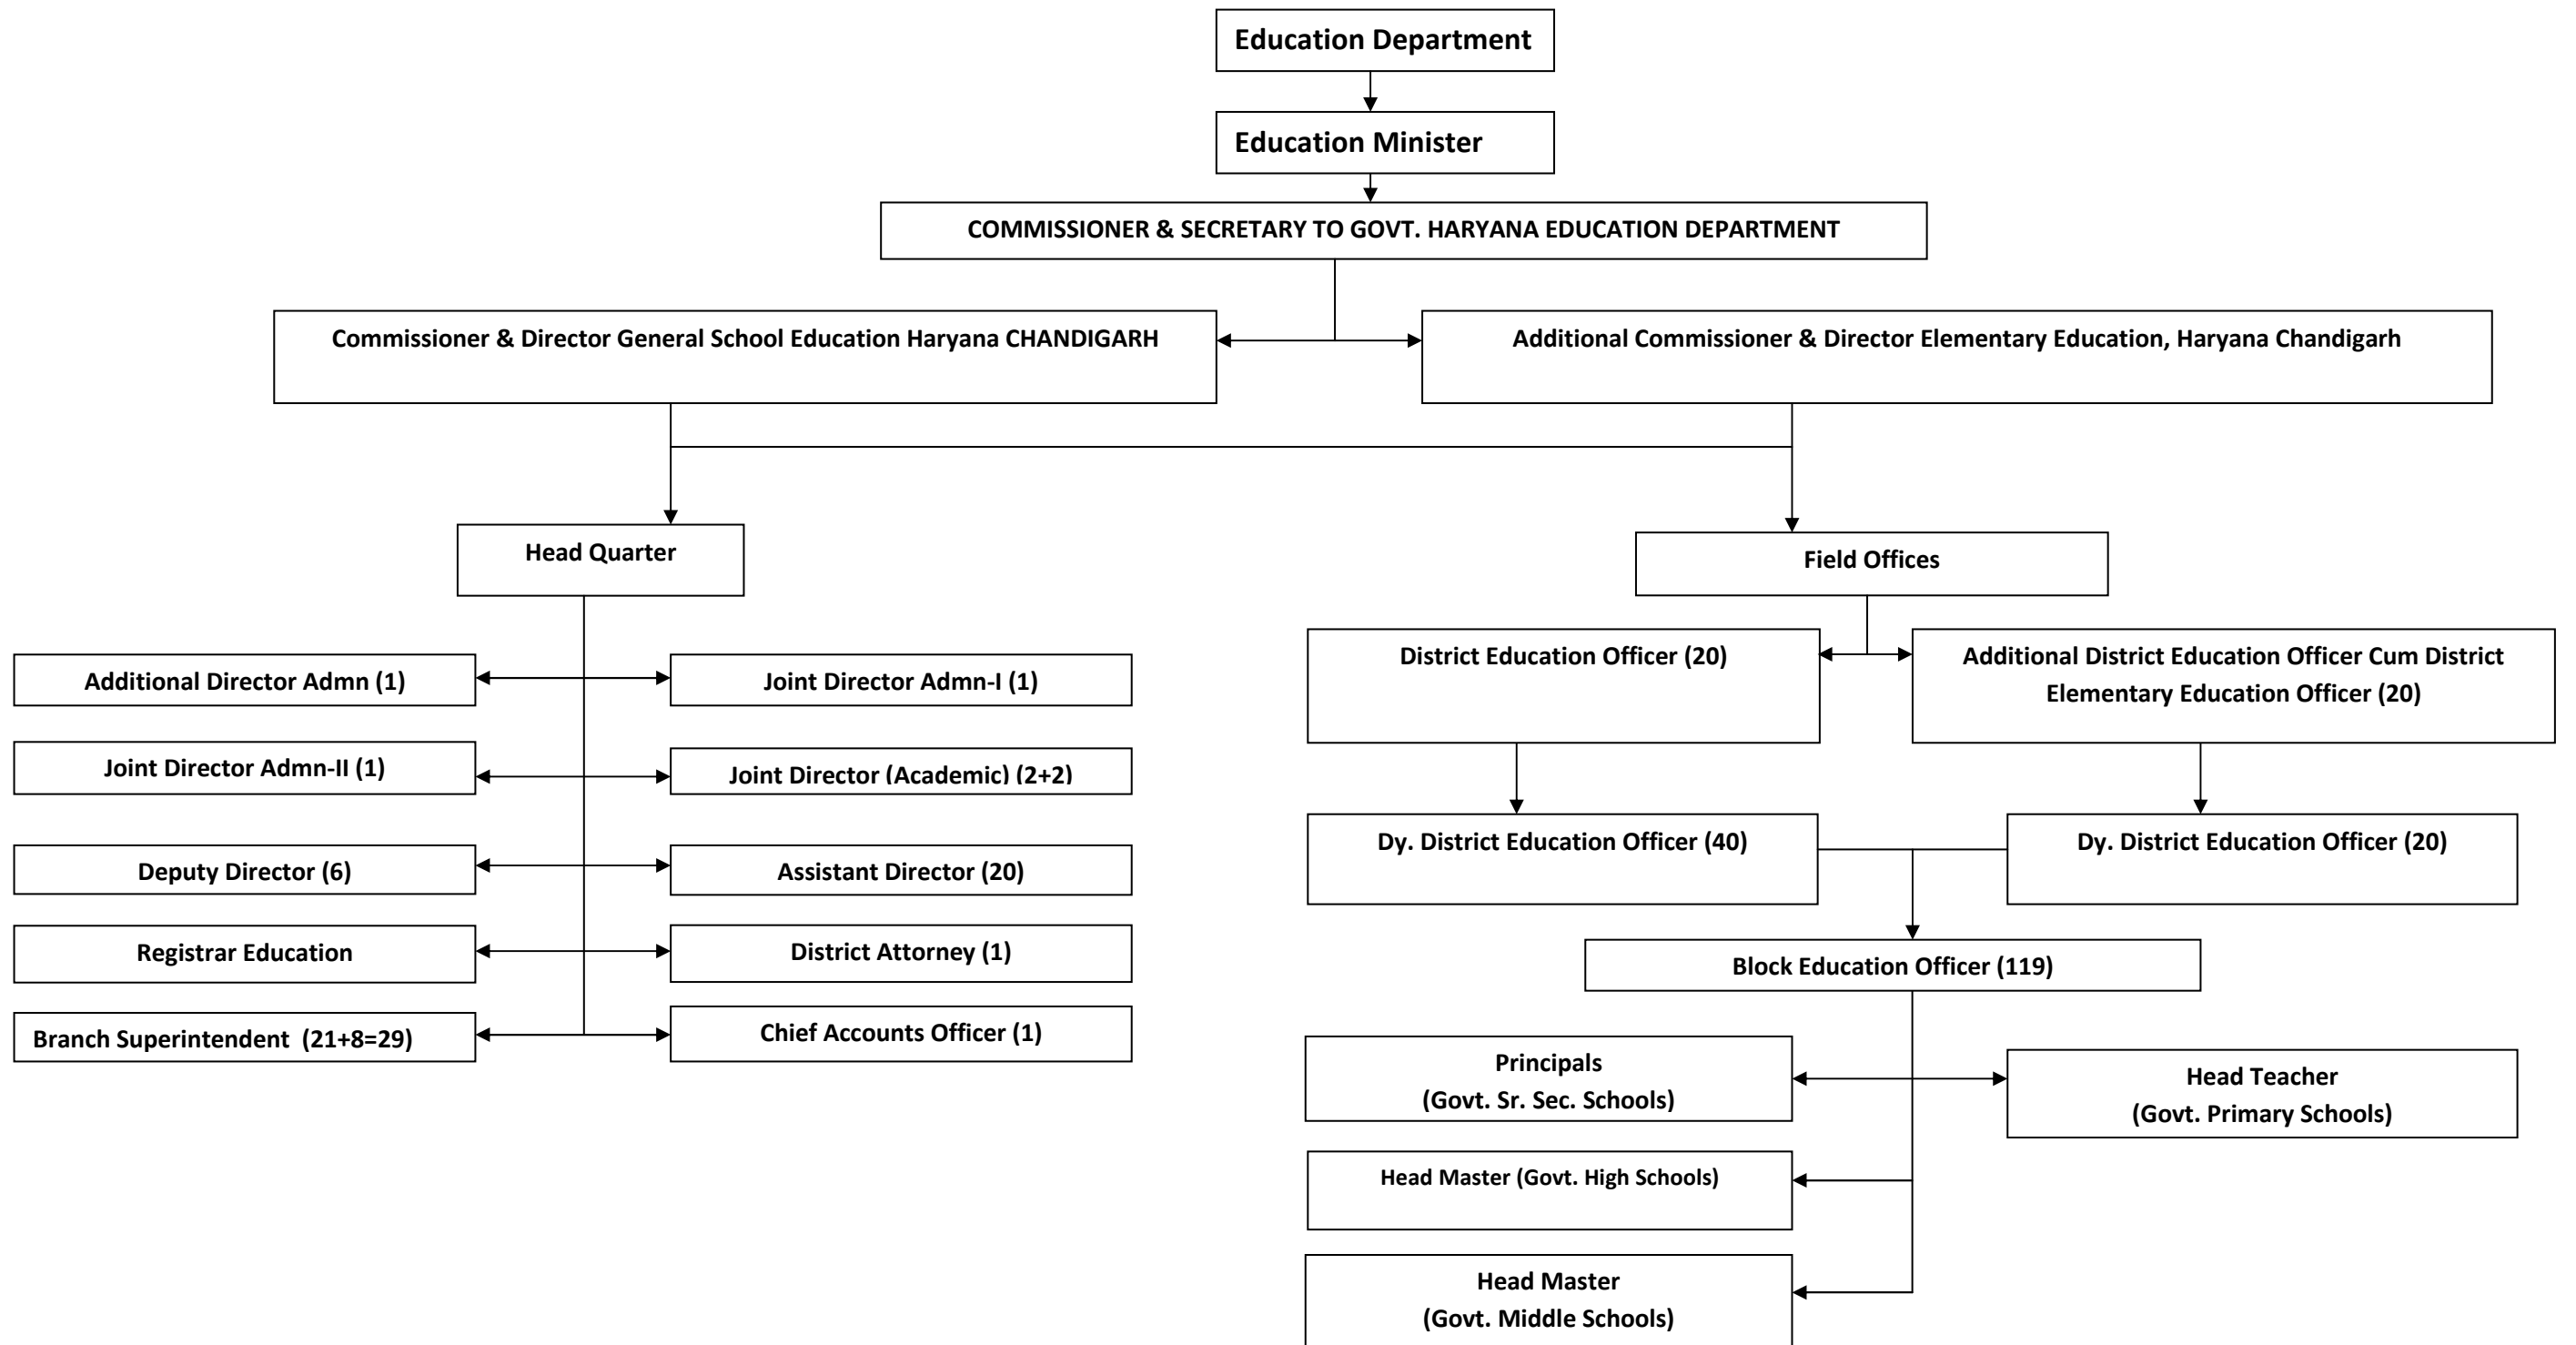 Education Department
Education Minister
COMMISSIONER & SECRETARY TO GOVT. HARYANA EDUCATION DEPARTMENT
Commissioner & Director General School Education Haryana CHANDIGARH
Additional Commissioner & Director Elementary Education, Haryana Chandigarh
Head Quarter
Additional Director Admn (1)
Joint Director Admn-I (1)
Joint Director Admn-II (1)
Joint Director (Academic) (2+2)
Deputy Director (6)
Assistant Director (20)
Registrar Education
District Attorney (1)
Branch Superintendent (21+8=29)
Chief Accounts Officer (1)
Field Offices
District Education Officer (20)
Additional District Education Officer Cum District
Elementary Education Officer (20)
Dy. District Education Officer (40)
Dy. District Education Officer (20)
Block Education Officer (119)
Principals
(Govt. Sr. Sec. Schools)
Head Teacher
(Govt. Primary Schools)
Head Master (Govt. High Schools)
Head Master
(Govt. Middle Schools)